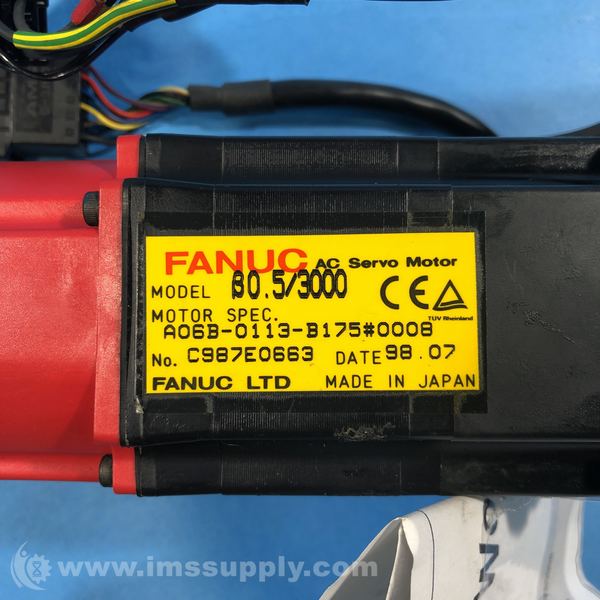 FANUC AC Servo Motor
MODEL β0.5/3000
CE
TÜV Rheinland
MOTOR SPEC.
A06B-0113-B175#0008
No. C987E0663 DATE 98.07
FANUC LTD MADE IN JAPAN
www.imssupply.com